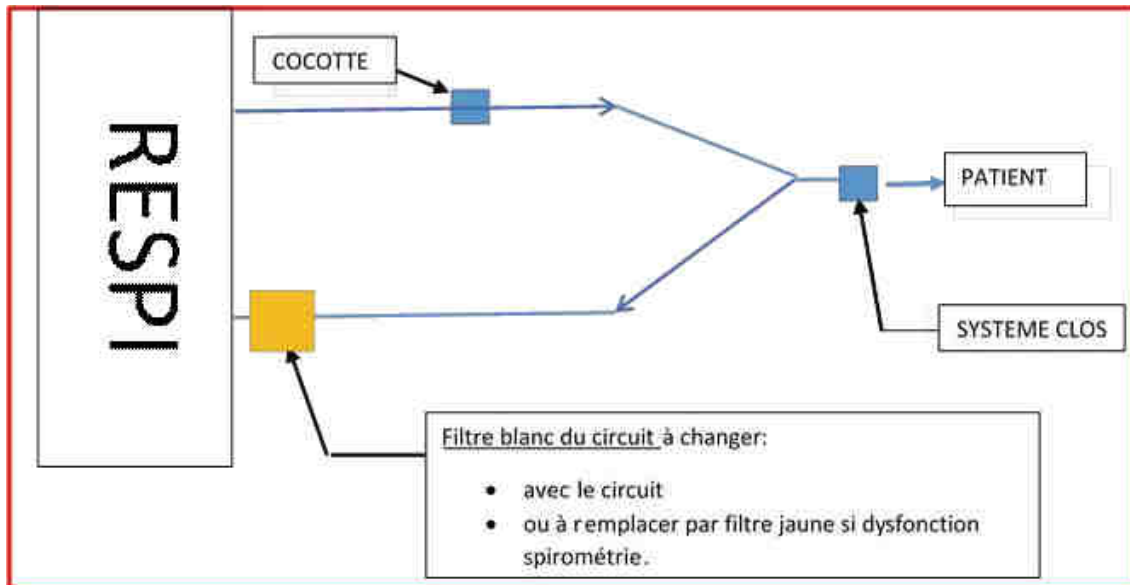 RESPI
COCOTTE
PATIENT
SYSTEME CLOS
Filtre blanc du circuit à changer:
• avec le circuit
• ou à remplacer par filtre jaune si dysfonction
spirométrie.